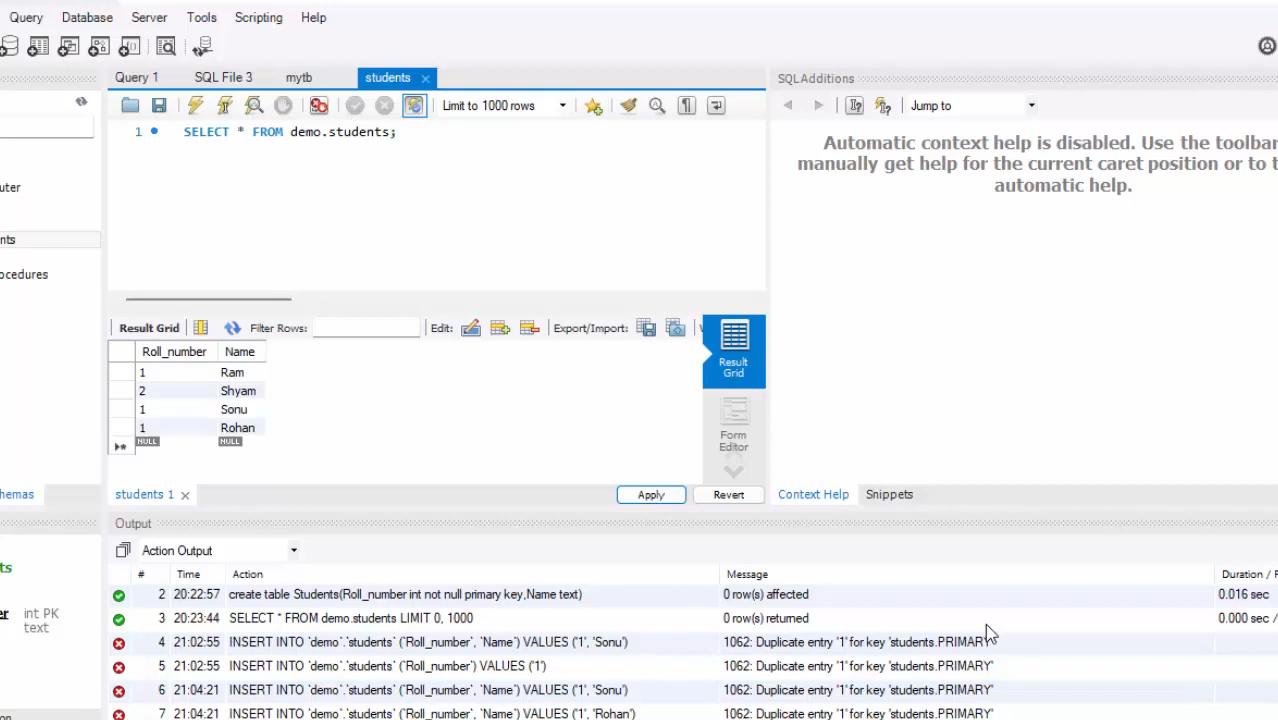 Query Database Server Tools Scripting Help
Query 1 SQL File 3 mytb students
SQLAdditions
Limit to 1000 rows
Jump to
1 SELECT * FROM demo.students;
Automatic context help is disabled. Use the toolbar
manually get help for the current caret position or to
automatic help.
uter
nts
ocedures
Result Grid Filter Rows: Edit: Export/Import:
Result
Grid
Form
Editor
Roll_number Name
1 Ram
2 Shyam
1 Sonu
1 Rohan
NULL NULL
hemas
students 1 Apply Revert
Context Help Snippets
Output
Action Output
# Time Action Message Duration / F
2 20:22:57 create table Students(Roll_number int not null primary key,Name text) 0 row(s) affected 0.016 sec
3 20:23:44 SELECT * FROM demo.students LIMIT 0, 1000 0 row(s) returned 0.000 sec /
4 21:02:55 INSERT INTO `demo`.`students` (`Roll_number`, `Name`) VALUES ('1', 'Sonu') 1062: Duplicate entry '1' for key 'students.PRIMARY'
5 21:02:55 INSERT INTO `demo`.`students` (`Roll_number`) VALUES ('1') 1062: Duplicate entry '1' for key 'students.PRIMARY'
6 21:04:21 INSERT INTO `demo`.`students` (`Roll_number`, `Name`) VALUES ('1', 'Sonu') 1062: Duplicate entry '1' for key 'students.PRIMARY'
7 21:04:21 INSERT INTO `demo`.`students` (`Roll_number`, `Name`) VALUES ('1', 'Rohan') 1062: Duplicate entry '1' for key 'students.PRIMARY'
ts
er int PK
text